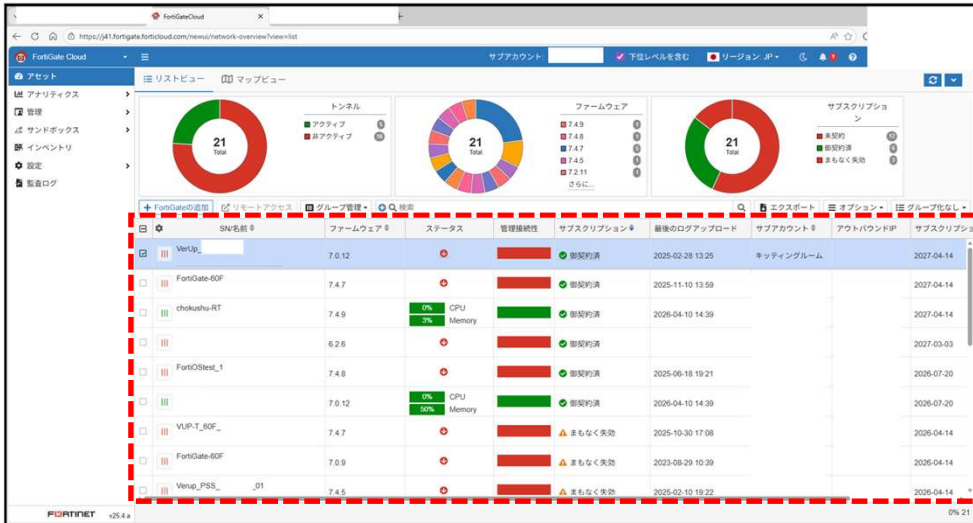 FortiGateCloud
https://j41.fortigate.forticloud.com/newui/network-overview?view=list
FortiGate Cloud
サブアカウント:
下位レベルを含む
リージョン: JP
アセット
アナリティクス
管理
サンドボックス
インベントリ
設定
監査ログ
リストビュー
マップビュー
トンネル
21
Total
アクティブ
非アクティブ
ファームウェア
21
Total
7.4.9
7.4.8
7.4.7
7.4.5
7.2.11
さらに...
サブスクリプショ
ン
21
Total
未契約
御契約済
まもなく失効
FortiGateの追加
リモートアクセス
グループ管理
検索
エクスポート
オプション
グループ化なし
SN/名前 ファームウェア ステータス 管理接続性 サブスクリプション 最後のログアップロード サブアカウント アウトバウンドIP サブスクリプショ
VerUp_ 7.0.12 御契約済 2025-02-28 13:25 キッティングルーム 2027-04-14
FortiGate-60F 7.4.7 御契約済 2025-11-10 13:59 2027-04-14
chokushu-RT 7.4.9 0% CPU 3% Memory 御契約済 2026-04-10 14:39 2027-04-14
6.2.6 御契約済 2027-03-03
FortiOStest_1 7.4.8 御契約済 2025-06-18 19:21 2026-07-20
7.0.12 0% CPU 50% Memory 御契約済 2026-04-10 14:39 2026-07-20
VUP-T_60F_ 7.4.7 まもなく失効 2025-10-30 17:08 2026-04-14
FortiGate-60F 7.0.9 まもなく失効 2023-08-29 10:39 2026-04-14
Verup_PSS_ _01 7.4.5 まもなく失効 2025-02-10 19:22 2026-04-14
FORTINET v25.4.a
0% 21